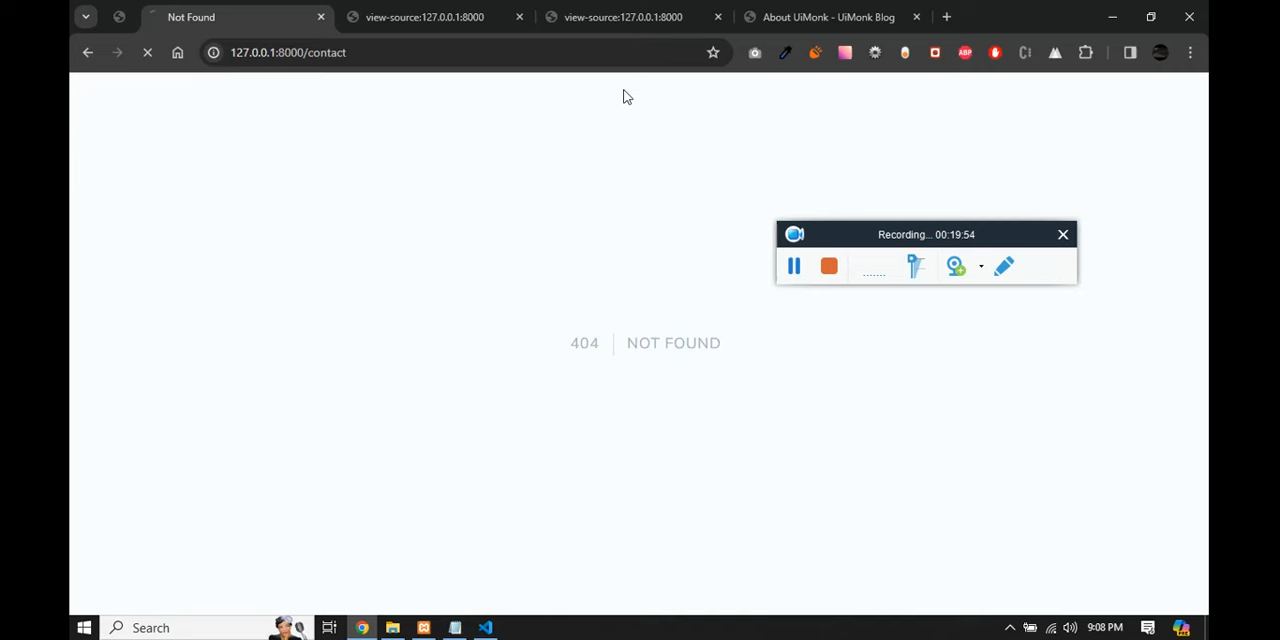 Not Found
view-source:127.0.0.1:8000
view-source:127.0.0.1:8000
About UiMonk - UiMonk Blog
127.0.0.1:8000/contact
ABP
Recording... 00:19:54
404
NOT FOUND
Search
9:08 PM